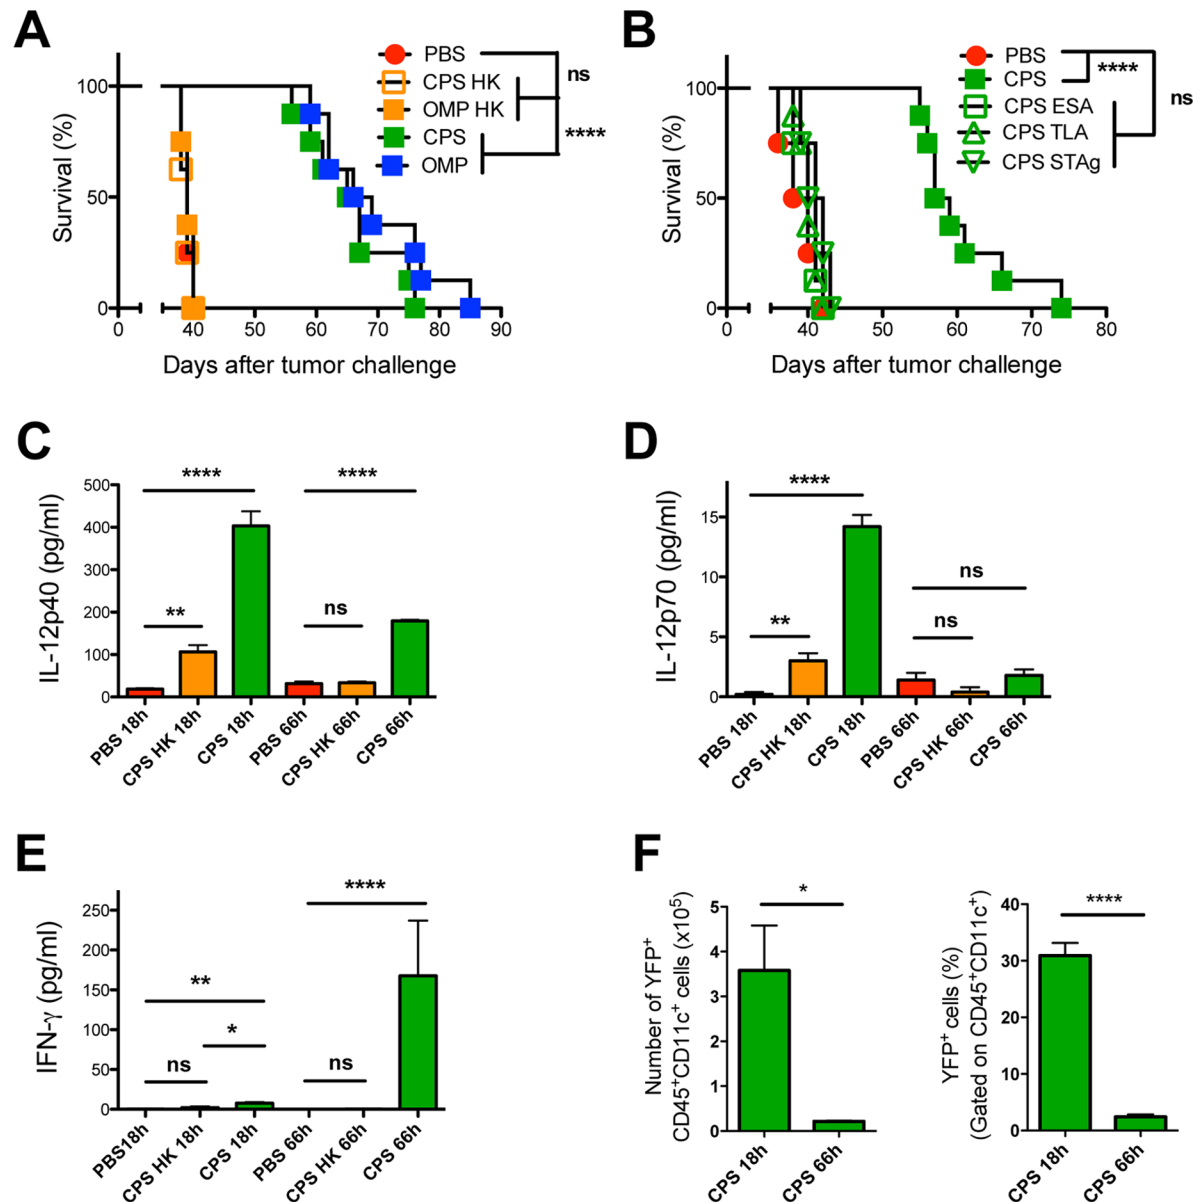 A
PBS
CPS HK
OMP HK
CPS
OMP
ns
****
Survival (%)
100
50
0
0 40 50 60 70 80 90
Days after tumor challenge
B
PBS
CPS
CPS ESA
CPS TLA
CPS STAg
****
ns
Survival (%)
100
50
0
0 40 50 60 70 80
Days after tumor challenge
C
IL-12p40 (pg/ml)
500
400
300
200
100
0
****
**
****
ns
PBS 18h
CPS HK 18h
CPS 18h
PBS 66h
CPS HK 66h
CPS 66h
D
IL-12p70 (pg/ml)
15
10
5
0
****
**
ns
ns
PBS 18h
CPS HK 18h
CPS 18h
PBS 66h
CPS HK 66h
CPS 66h
E
IFN-γ (pg/ml)
250
200
150
100
50
0
**
*
ns
****
ns
PBS18h
CPS HK 18h
CPS 18h
PBS 66h
CPS HK 66h
CPS 66h
F
Number of YFP⁺
CD45⁺CD11c⁺ cells (x10⁵)
5
4
3
2
1
0
*
CPS 18h
CPS 66h
YFP⁺ cells (%)
(Gated on CD45⁺CD11c⁺)
40
30
20
10
0
****
CPS 18h
CPS 66h